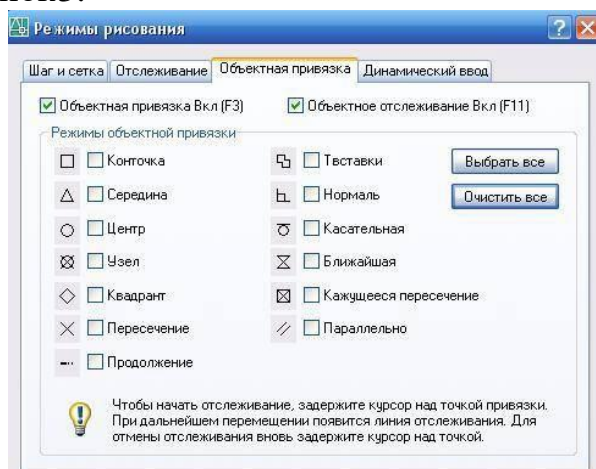 Режимы рисования
Шаг и сетка Отслеживание Объектная привязка Динамический ввод
Объектная привязка Вкл (F3) Объектное отслеживание Вкл (F11)
Режимы объектной привязки
Конточка Твставки Выбрать все
Середина Нормаль Очистить все
Центр Касательная
Узел Ближайшая
Квадрант Кажущееся пересечение
Пересечение Параллельно
Продолжение
Чтобы начать отслеживание, задержите курсор над точкой привязки.
При дальнейшем перемещении появится линия отслеживания. Для
отмены отслеживания вновь задержите курсор над точкой.